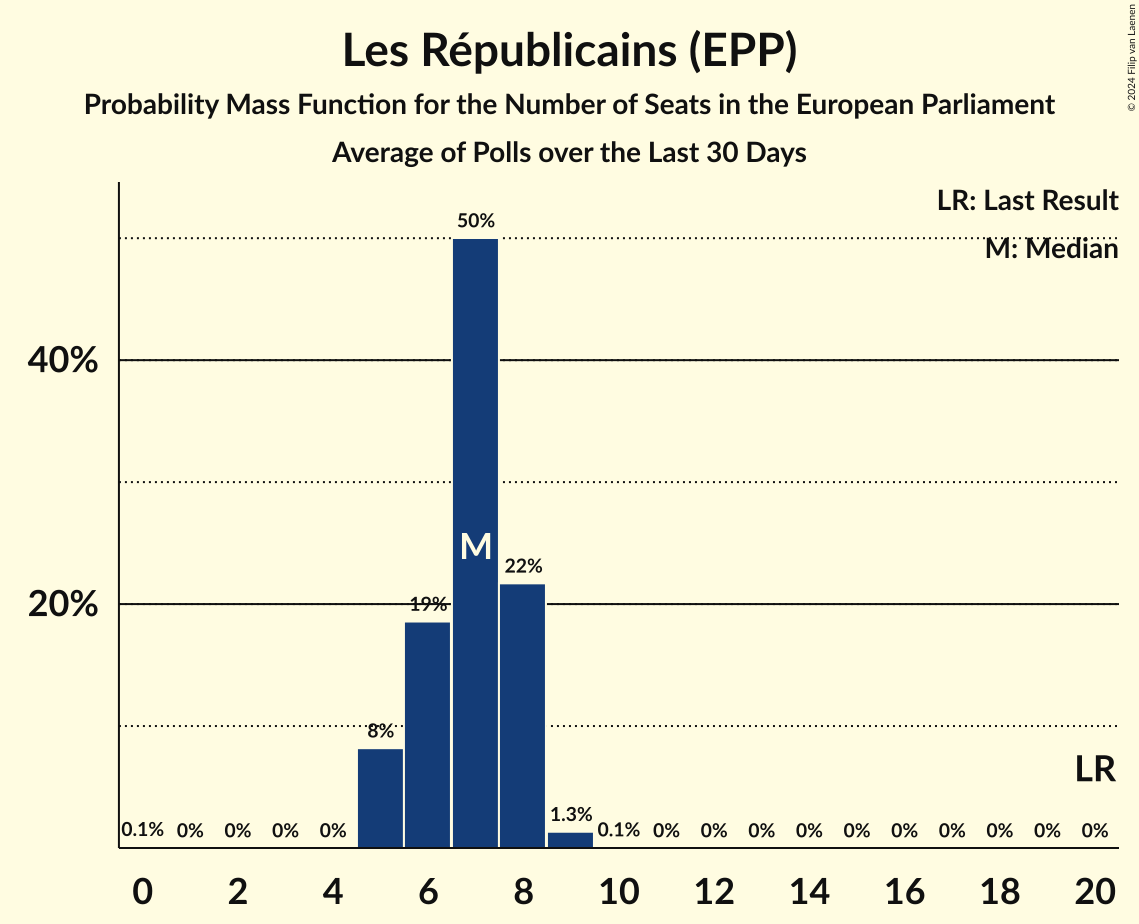 Les Républicains (EPP)
Probability Mass Function for the Number of Seats in the European Parliament
Average of Polls over the Last 30 Days
© 2024 Filip van Laenen
LR: Last Result
M: Median
50%
40%
M
22%
20%
19%
8%
LR
1.3%
0.1% 0% 0% 0% 0% 0.1% 0% 0% 0% 0% 0% 0% 0% 0% 0% 0%
0 2 4 6 8 10 12 14 16 18 20